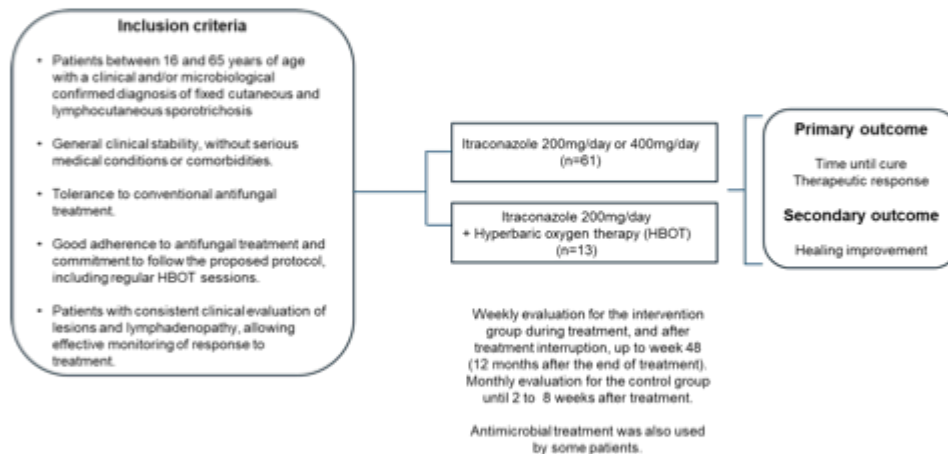 Inclusion criteria
• Patients between 16 and 65 years of age
with a clinical and/or microbiological
confirmed diagnosis of fixed cutaneous and
lymphocutaneous sporotrichosis
• General clinical stability, without serious
medical conditions or comorbidities.
• Tolerance to conventional antifungal
treatment.
• Good adherence to antifungal treatment and
commitment to follow the proposed protocol,
including regular HBOT sessions.
• Patients with consistent clinical evaluation of
lesions and lymphadenopathy, allowing
effective monitoring of response to
treatment.
Itraconazole 200mg/day or 400mg/day
(n=61)
Itraconazole 200mg/day
+ Hyperbaric oxygen therapy (HBOT)
(n=13)
Weekly evaluation for the intervention
group during treatment, and after
treatment interruption, up to week 48
(12 months after the end of treatment).
Monthly evaluation for the control group
until 2 to 8 weeks after treatment.
Antimicrobial treatment was also used
by some patients.
Primary outcome
Time until cure
Therapeutic response
Secondary outcome
Healing improvement